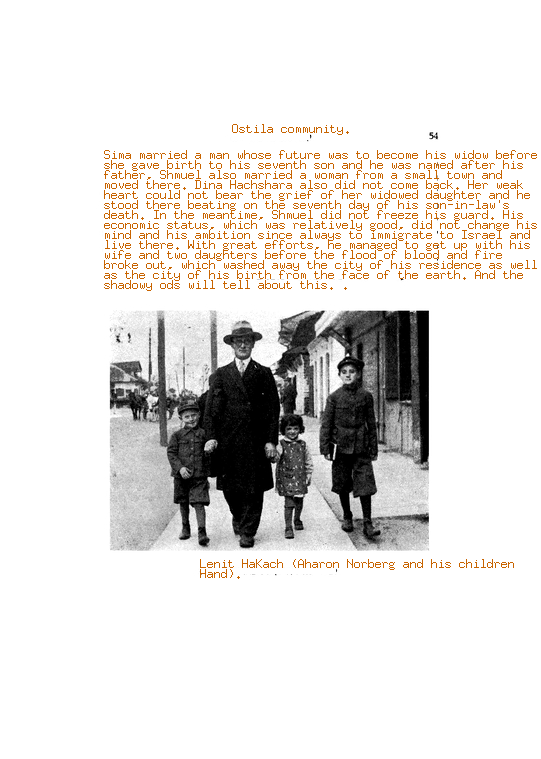 Ostila community.
54
Sima married a man whose future was to become his widow before
she gave birth to his seventh son and he was named after his
father. Shmuel also married a woman from a small town and
moved there. Dina Hachshara also did not come back. Her weak
heart could not bear the grief of her widowed daughter and he
stood there beating on the seventh day of his son-in-law's
death. In the meantime, Shmuel did not freeze his guard. His
economic status, which was relatively good, did not change his
mind and his ambition since always to immigrate to Israel and
live there. With great efforts, he managed to get up with his
wife and two daughters before the flood of blood and fire
broke out, which washed away the city of his residence as well
as the city of his birth from the face of the earth. And the
shadowy ods will tell about this. .
Lenit HaKach (Aharon Norberg and his children
Hand).